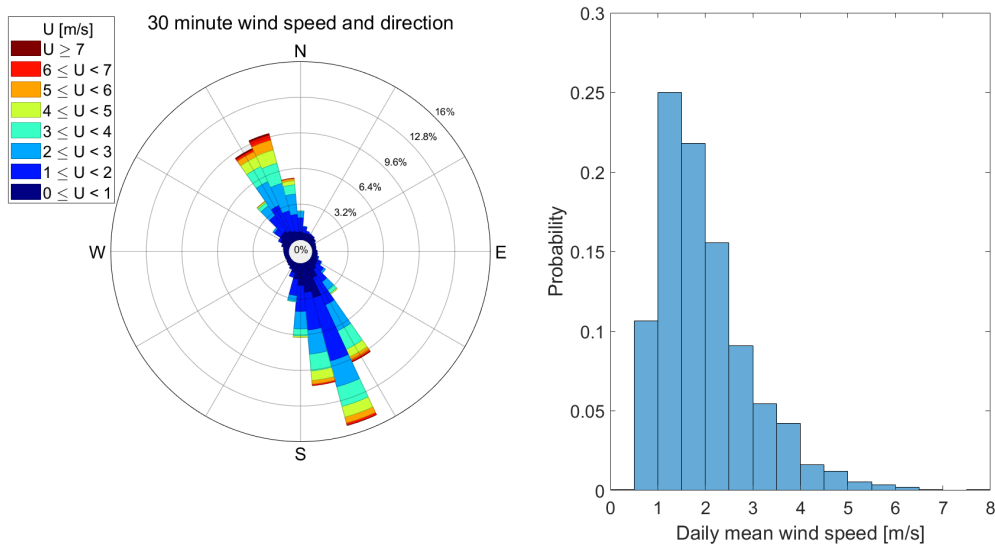 30 minute wind speed and direction
U [m/s]
U ≥ 7
6 ≤ U < 7
5 ≤ U < 6
4 ≤ U < 5
3 ≤ U < 4
2 ≤ U < 3
1 ≤ U < 2
0 ≤ U < 1
N
W
E
S
16%
12.8%
9.6%
6.4%
3.2%
0%
0.3
0.25
0.2
0.15
0.1
0.05
0
Probability
0 1 2 3 4 5 6 7 8
Daily mean wind speed [m/s]